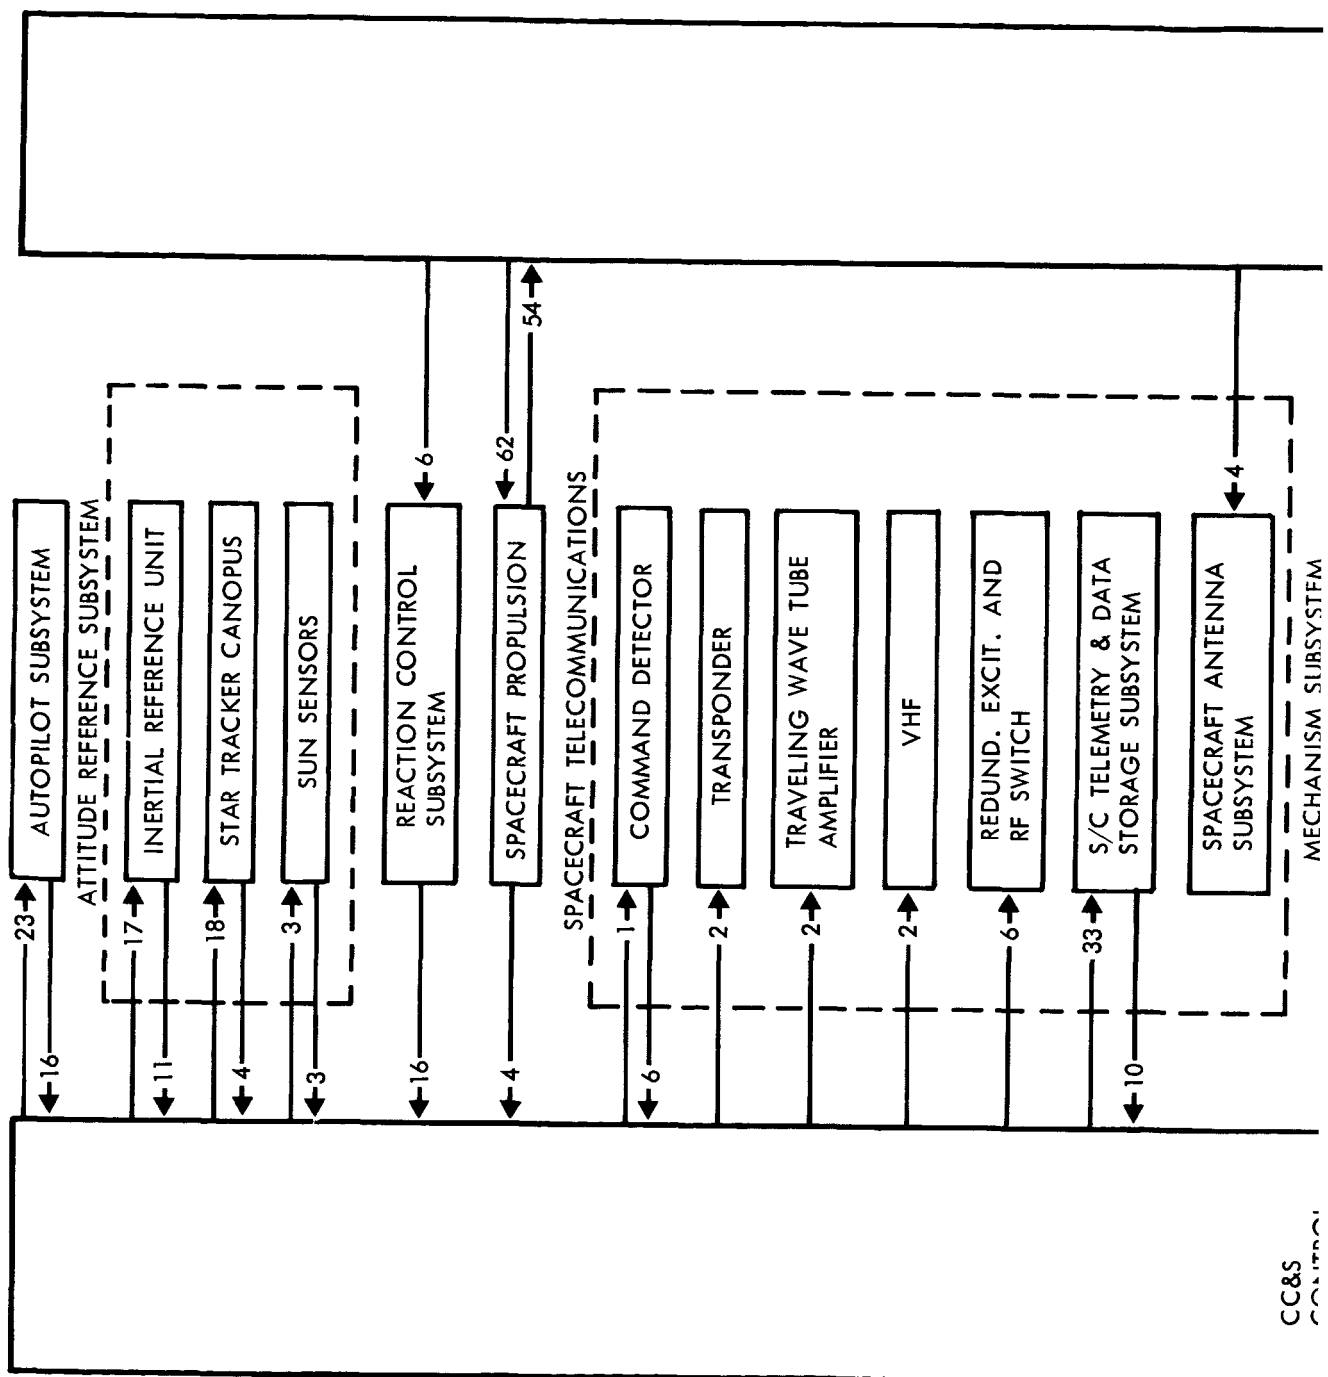 AUTOPILOT SUBSYSTEM
23
16
ATTITUDE REFERENCE SUBSYSTEM
INERTIAL REFERENCE UNIT
17
11
STAR TRACKER CANOPUS
18
4
SUN SENSORS
3
3
REACTION CONTROL
SUBSYSTEM
6
16
SPACECRAFT PROPULSION
62
54
4
SPACECRAFT TELECOMMUNICATIONS
COMMAND DETECTOR
1
6
TRANSPONDER
2
TRAVELING WAVE TUBE
AMPLIFIER
2
VHF
2
REDUND. EXCIT. AND
RF SWITCH
6
S/C TELEMETRY & DATA
STORAGE SUBSYSTEM
33
10
SPACECRAFT ANTENNA
SUBSYSTEM
4
MECHANISM SUBSYSTEM
CC&S